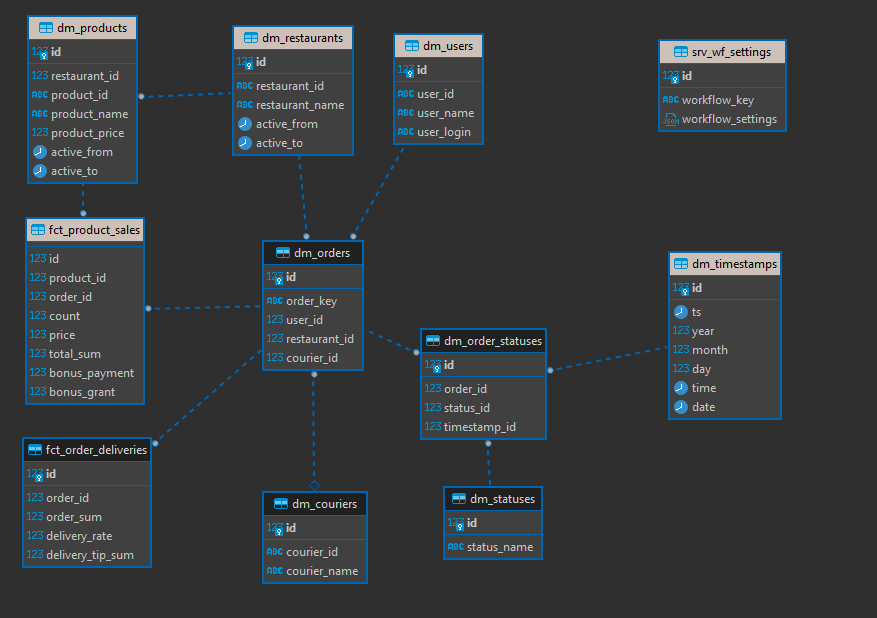 dm_products
123 id
123 restaurant_id
ABC product_id
ABC product_name
123 product_price
active_from
active_to
dm_restaurants
123 id
ABC restaurant_id
ABC restaurant_name
active_from
active_to
dm_users
123 id
ABC user_id
ABC user_name
ABC user_login
srv_wf_settings
123 id
ABC workflow_key
JSON workflow_settings
fct_product_sales
123 id
123 product_id
123 order_id
123 count
123 price
123 total_sum
123 bonus_payment
123 bonus_grant
dm_orders
123 id
ABC order_key
123 user_id
123 restaurant_id
123 courier_id
dm_timestamps
123 id
ts
123 year
123 month
123 day
time
date
dm_order_statuses
123 id
123 order_id
123 status_id
123 timestamp_id
fct_order_deliveries
123 id
123 order_id
123 order_sum
123 delivery_rate
123 delivery_tip_sum
dm_couriers
123 id
ABC courier_id
ABC courier_name
dm_statuses
123 id
ABC status_name